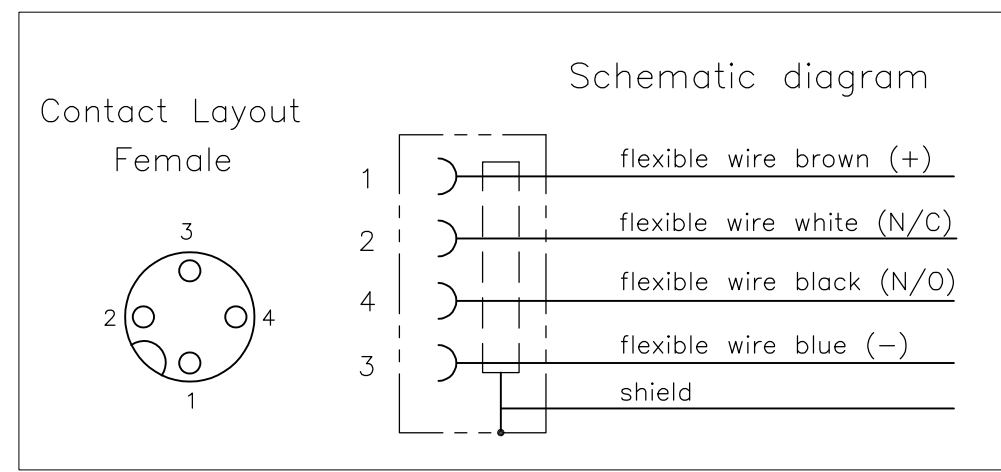 Contact Layout
Female
3
2
4
1
Schematic diagram
1 flexible wire brown (+)
2 flexible wire white (N/C)
4 flexible wire black (N/O)
3 flexible wire blue (-)
shield